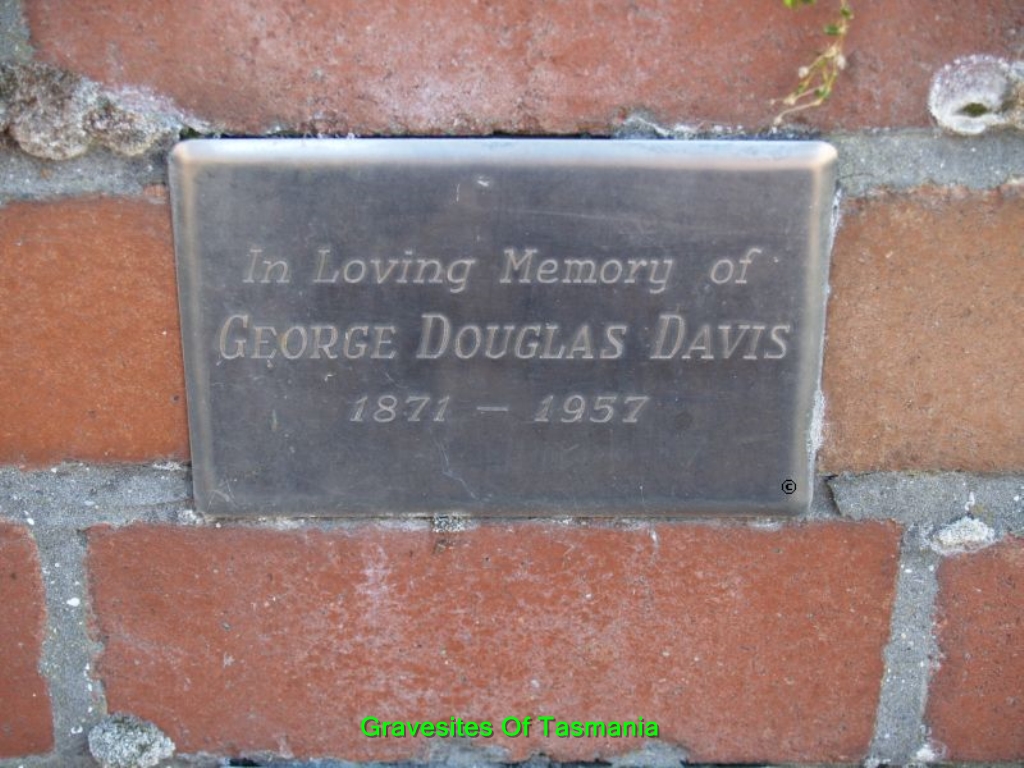 In Loving Memory of
GEORGE DOUGLAS DAVIS
1871 — 1957
©
Gravesites Of Tasmania